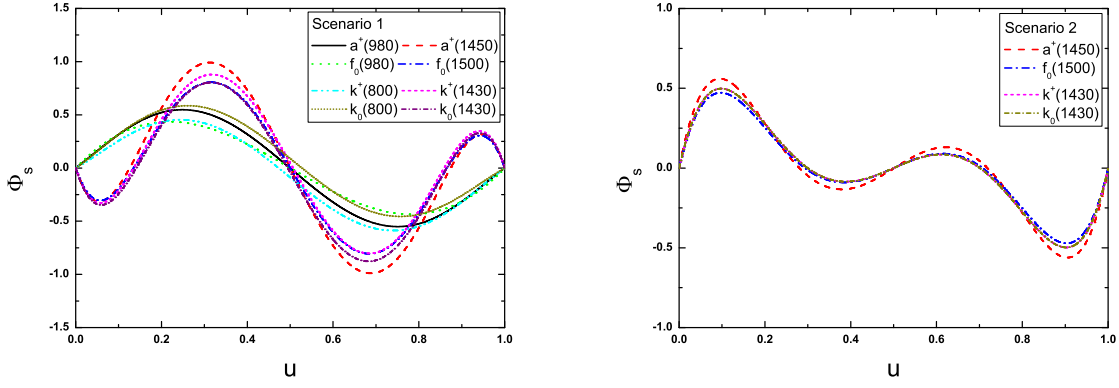 Scenario 1
a⁺(980) a⁺(1450)
f₀(980) f₀(1500)
k⁺(800) k⁺(1430)
k₀(800) k₀(1430)
1.5
1.0
0.5
0.0
-0.5
-1.0
-1.5
Φₛ
0.0 0.2 0.4 0.6 0.8 1.0
u
Scenario 2
a⁺(1450)
f₀(1500)
k⁺(1430)
k₀(1430)
1.0
0.5
0.0
-0.5
-1.0
Φₛ
0.0 0.2 0.4 0.6 0.8 1.0
u